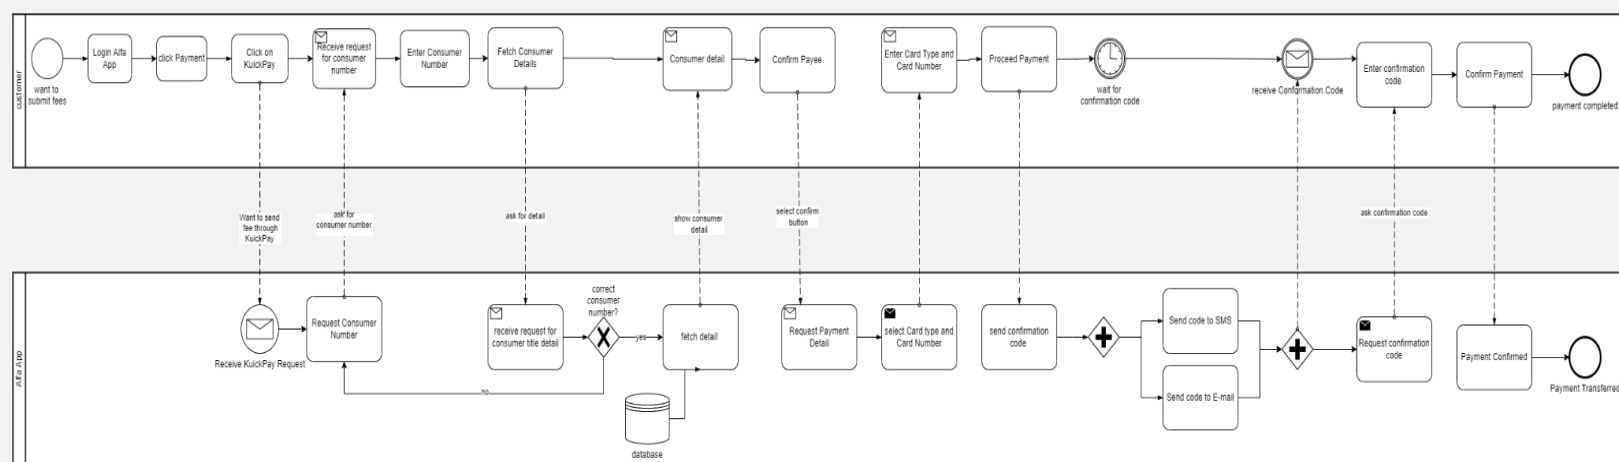 customer
want to
submit fees
Login Alfa
App
click Payment
Click on
KuickPay
Receive request
for consumer
number
Enter Consumer
Number
Fetch Consumer
Details
Consumer detail
Confirm Payee
Enter Card Type and
Card Number
Proceed Payment
wait for
confirmation code
receive Confirmation Code
Enter confirmation
code
Confirm Payment
payment completed
Want to send
fee through
KuickPay
ask for
consumer number
ask for detail
show consumer
detail
select confirm
button
ask confirmation code
Alfa App
Receive KuickPay Request
Request Consumer
Number
receive request for
consumer title detail
correct
consumer
number?
yes
no
fetch detail
database
Request Payment
Detail
select Card type and
Card Number
send confirmation
code
Send code to SMS
Send code to E-mail
Request confirmation
code
Payment Confirmed
Payment Transferred